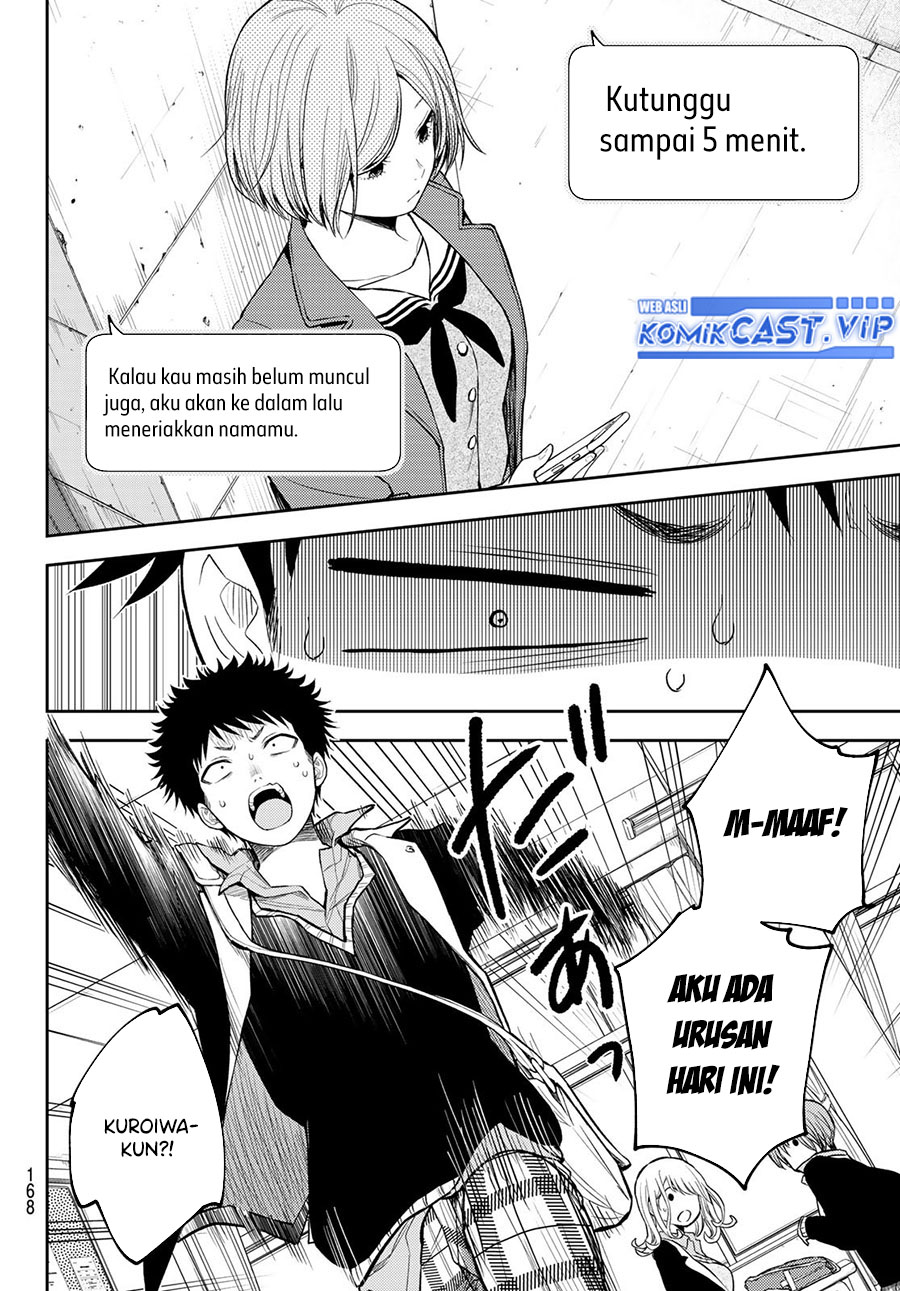 Kutunggu
sampai 5 menit.
WEB ASLI
KOMIKCAST.VIP
Kalau kau masih belum muncul
juga, aku akan ke dalam lalu
meneriakkan namamu.
M-MAAF!
だあっ
AKU ADA
URUSAN
HARI INI!
KUROIWA-
KUN?!
168